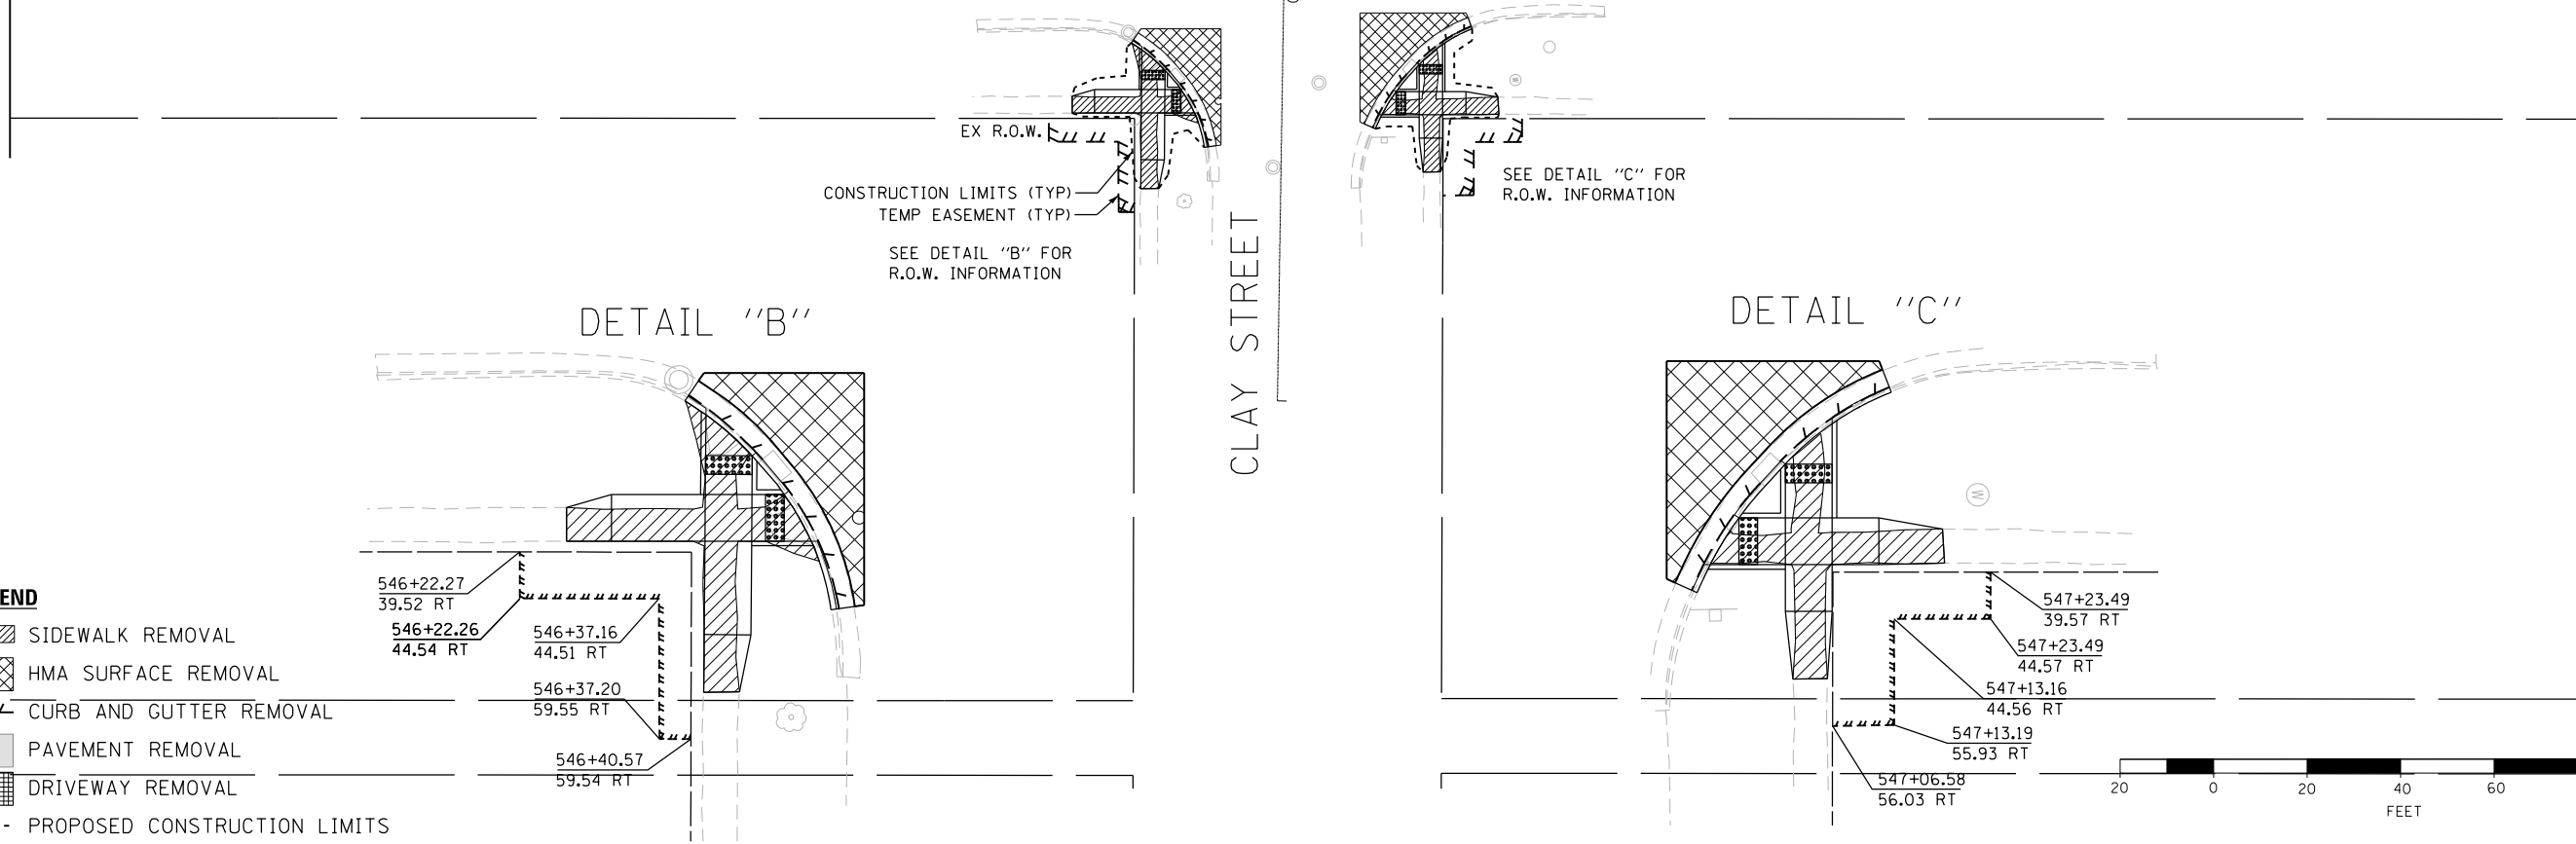 EX R.O.W.
CONSTRUCTION LIMITS (TYP)
TEMP EASEMENT (TYP)
SEE DETAIL "B" FOR
R.O.W. INFORMATION
CLAY STREET
SEE DETAIL "C" FOR
R.O.W. INFORMATION
DETAIL "B"
546+22.27
39.52 RT
546+22.26
44.54 RT
546+37.16
44.51 RT
546+37.20
59.55 RT
546+40.57
59.54 RT
DETAIL "C"
W
547+23.49
39.57 RT
547+23.49
44.57 RT
547+13.16
44.56 RT
547+13.19
55.93 RT
547+06.58
56.03 RT
END
SIDEWALK REMOVAL
HMA SURFACE REMOVAL
CURB AND GUTTER REMOVAL
PAVEMENT REMOVAL
DRIVEWAY REMOVAL
PROPOSED CONSTRUCTION LIMITS
20 0 20 40 60
FEET